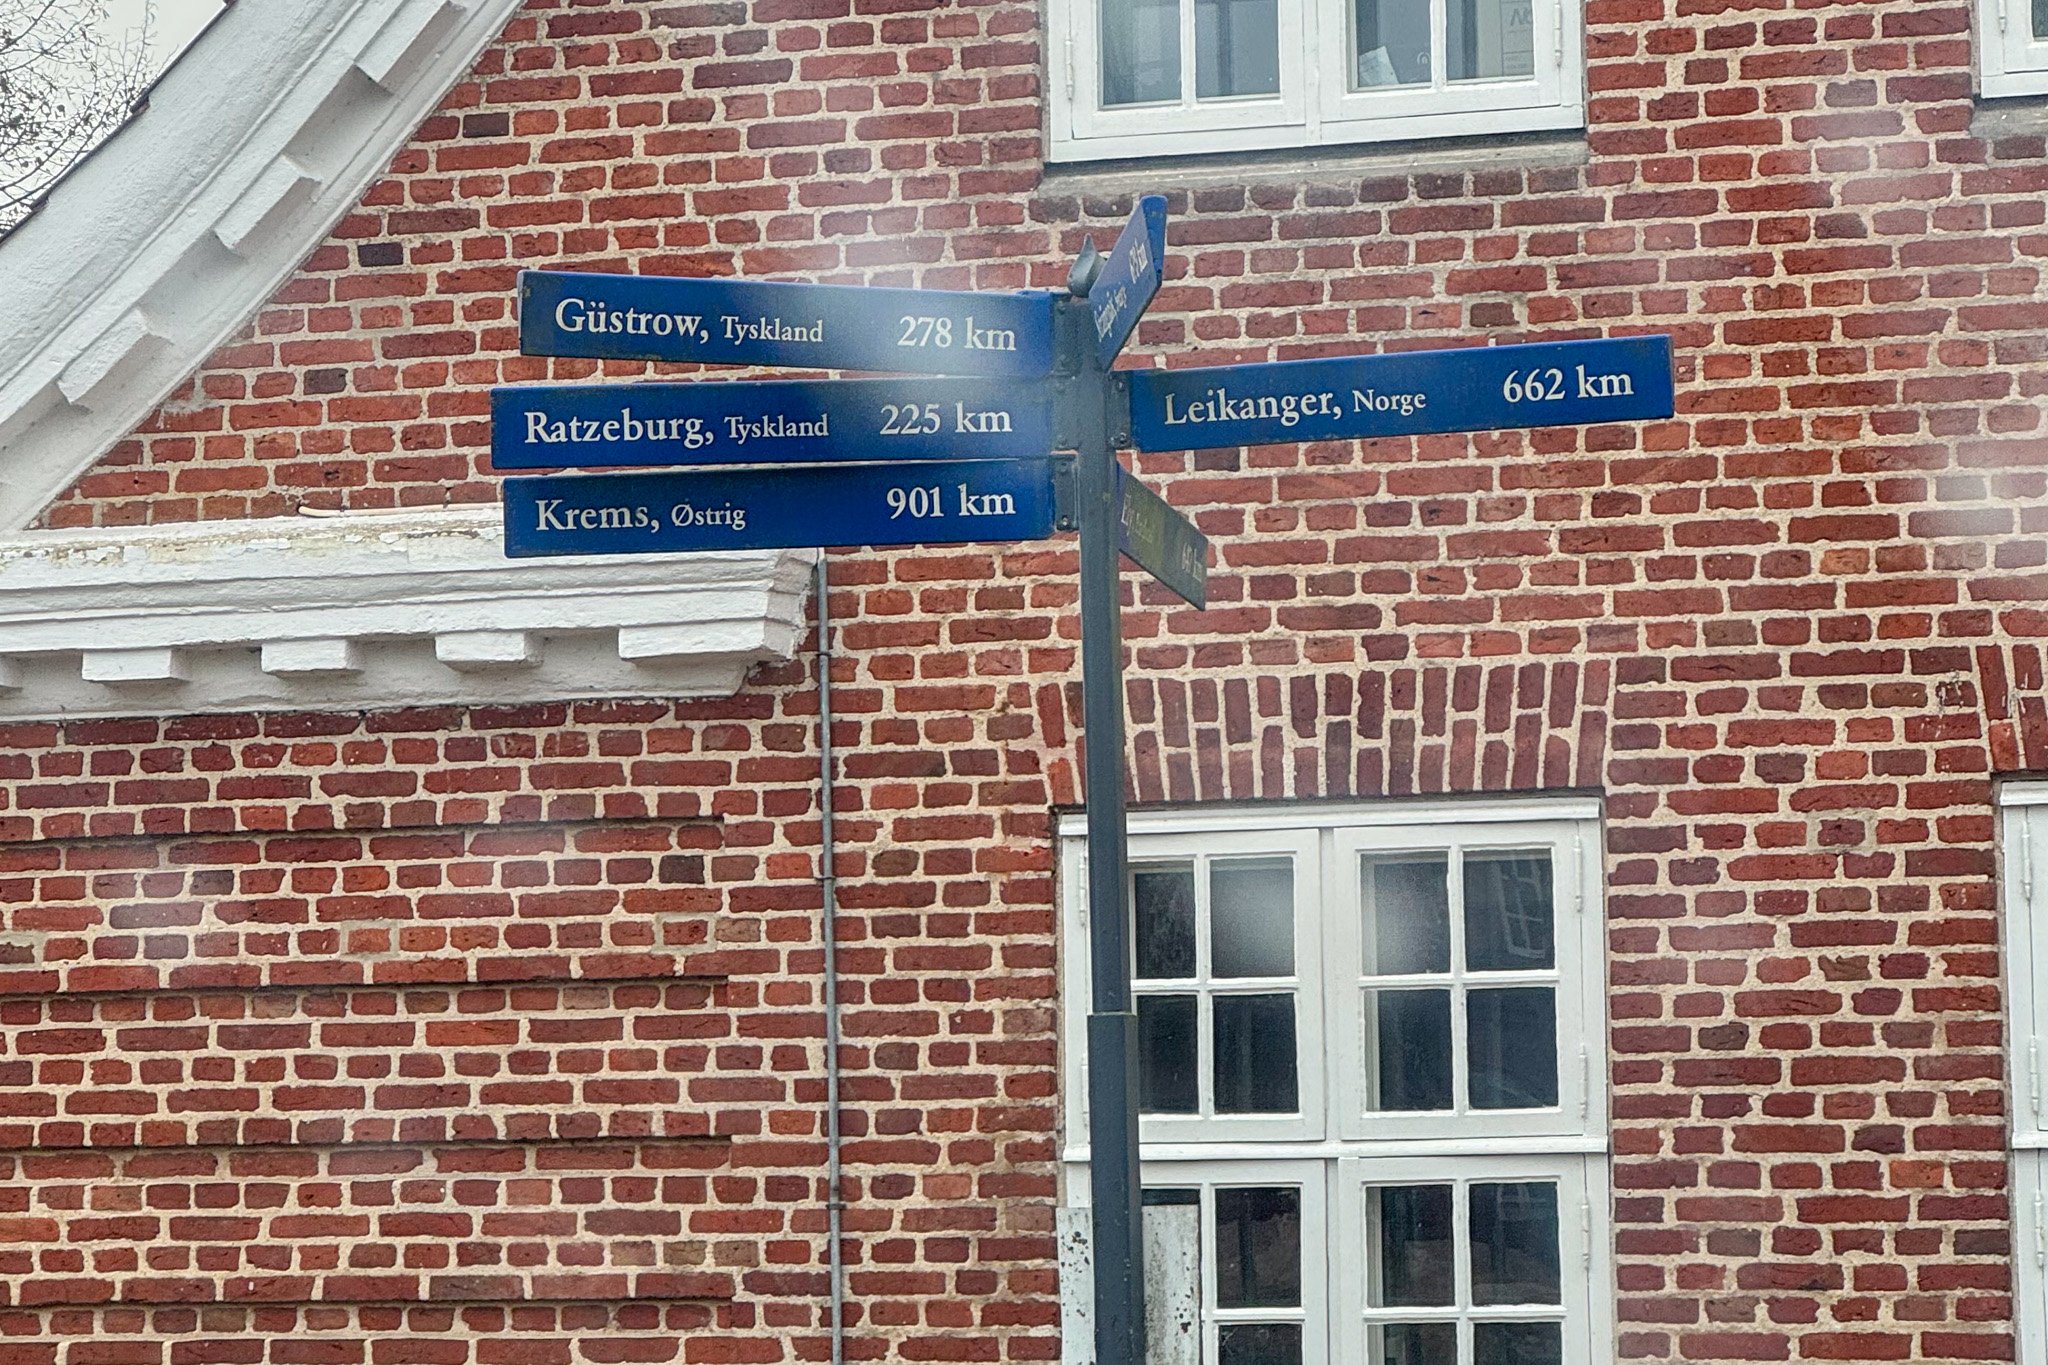 Güstrow, Tyskland 278 km
Ratzeburg, Tyskland 225 km
Krems, Østrig 901 km
Leikanger, Norge 662 km